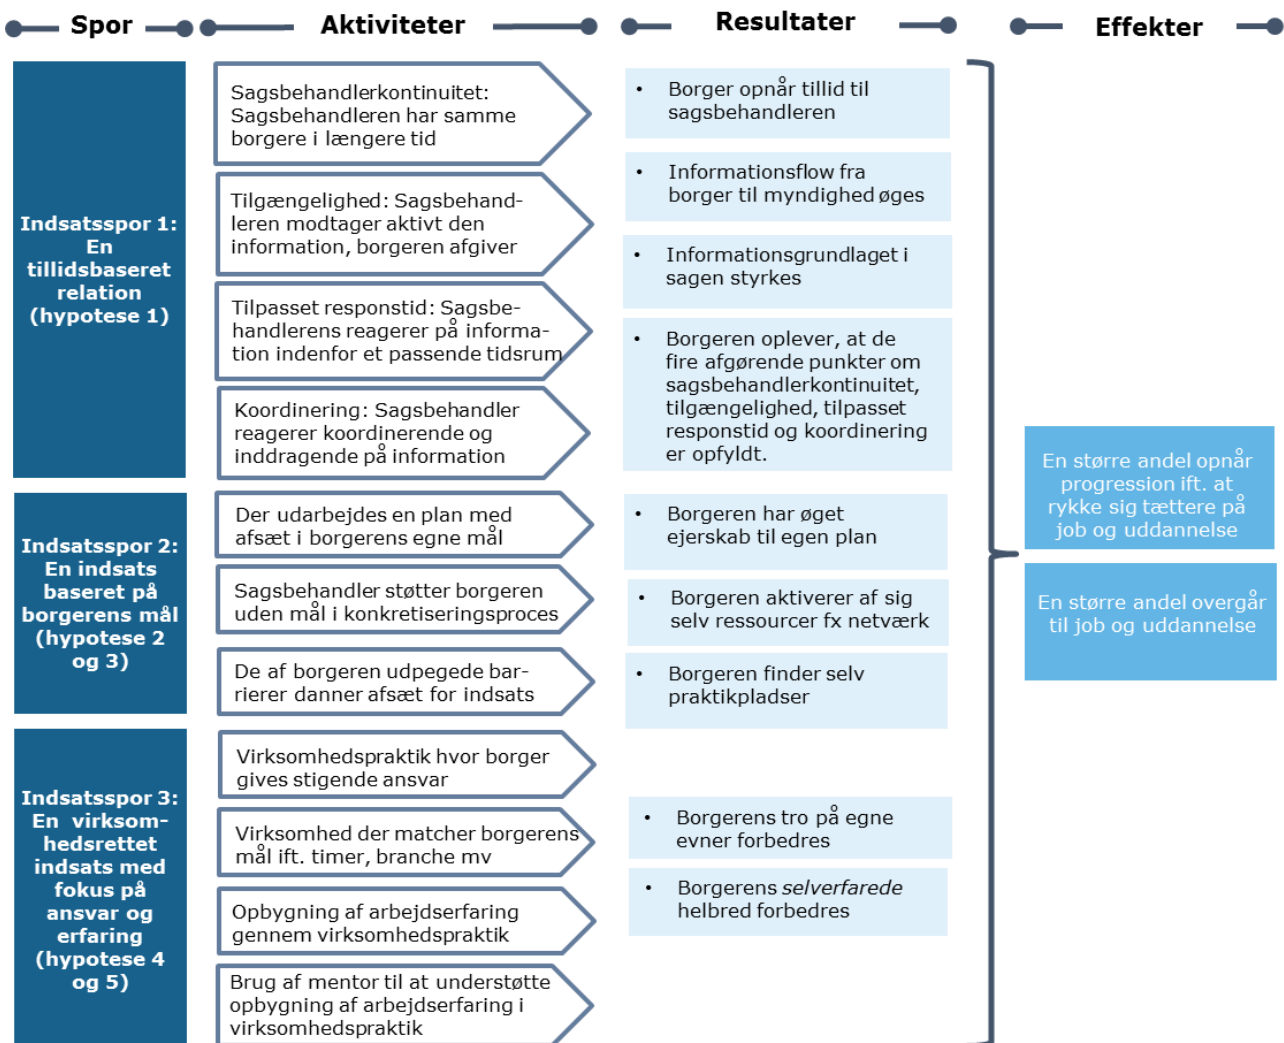 Spor
Aktiviteter
Resultater
Effekter
Indsatsspor 1:
En
tillidsbaseret
relation
(hypotese 1)
Sagsbehandlerkontinuitet:
Sagsbehandleren har samme
borgere i længere tid
Tilgængelighed: Sagsbehand-
leren modtager aktivt den
information, borgeren afgiver
Tilpasset responstid: Sagsbe-
handlerens reagerer på informa-
tion indenfor et passende tidsrum
Koordinering: Sagsbehandler
reagerer koordinerende og
inddragende på information
• Borger opnår tillid til
sagsbehandleren
• Informationsflow fra
borger til myndighed øges
• Informationsgrundlaget i
sagen styrkes
• Borgeren oplever, at de
fire afgørende punkter om
sagsbehandlerkontinuitet,
tilgængelighed, tilpasset
responstid og koordinering
er opfyldt.
Indsatsspor 2:
En indsats
baseret på
borgerens mål
(hypotese 2
og 3)
Der udarbejdes en plan med
afsæt i borgerens egne mål
Sagsbehandler støtter borgeren
uden mål i konkretiseringsproces
De af borgeren udpegede bar-
rierer danner afsæt for indsats
• Borgeren har øget
ejerskab til egen plan
• Borgeren aktiverer af sig
selv ressourcer fx netværk
• Borgeren finder selv
praktikpladser
Indsatsspor 3:
En virksom-
hedsrettet
indsats med
fokus på
ansvar og
erfaring
(hypotese 4
og 5)
Virksomhedspraktik hvor borger
gives stigende ansvar
Virksomhed der matcher borgerens
mål ift. timer, branche mv
Opbygning af arbejdserfaring
gennem virksomhedspraktik
Brug af mentor til at understøtte
opbygning af arbejdserfaring i
virksomhedspraktik
• Borgerens tro på egne
evner forbedres
• Borgerens selverfarede
helbred forbedres
En større andel opnår
progression ift. at
rykke sig tættere på
job og uddannelse
En større andel overgår
til job og uddannelse